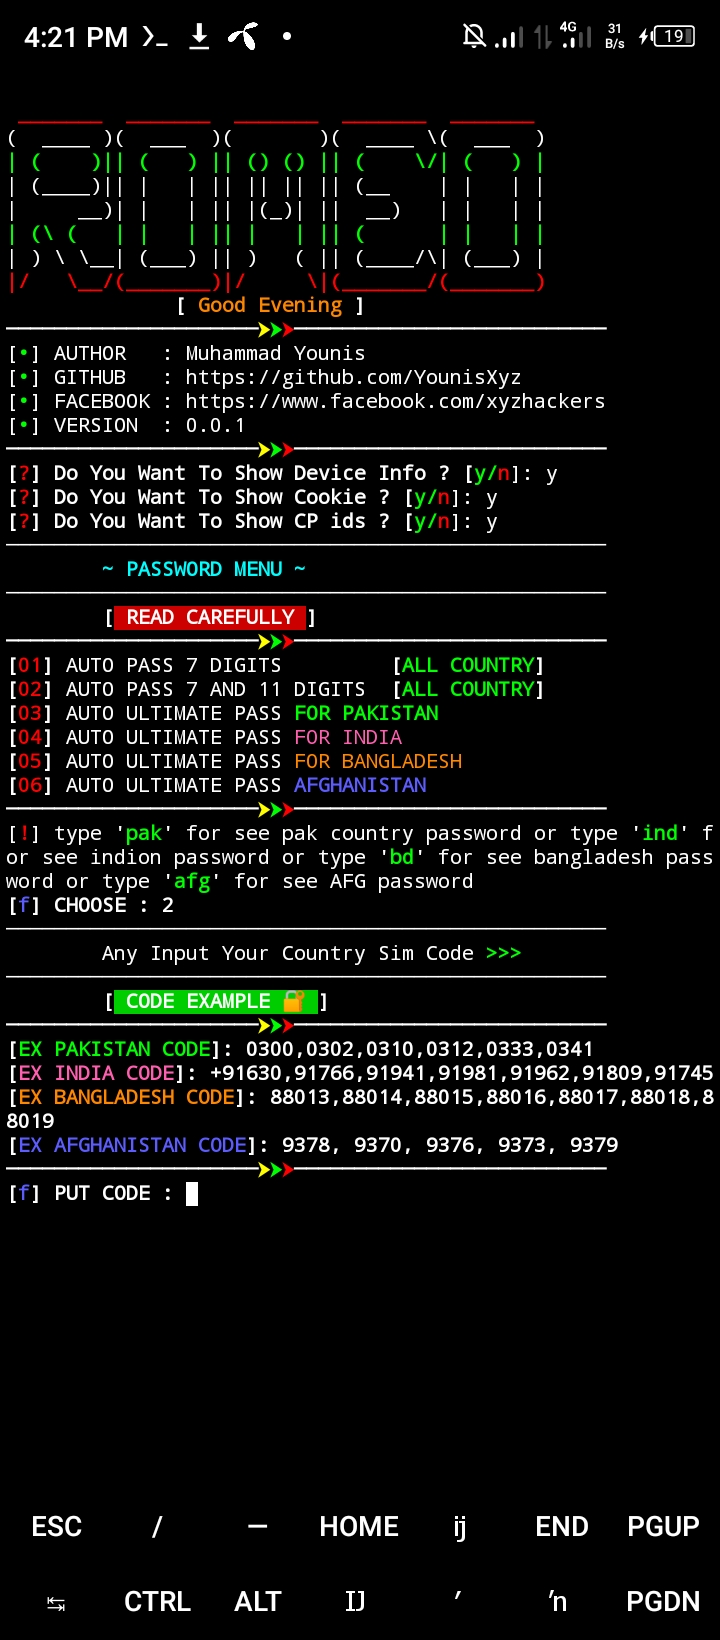 4:21 PM
4G
31
B/s
19
ROMEO
[ Good Evening ]
[•] AUTHOR : Muhammad Younis
[•] GITHUB : https://github.com/YounisXyz
[•] FACEBOOK : https://www.facebook.com/xyzhackers
[•] VERSION : 0.0.1
[?] Do You Want To Show Device Info ? [y/n]: y
[?] Do You Want To Show Cookie ? [y/n]: y
[?] Do You Want To Show CP ids ? [y/n]: y
~ PASSWORD MENU ~
[ READ CAREFULLY ]
[01] AUTO PASS 7 DIGITS [ALL COUNTRY]
[02] AUTO PASS 7 AND 11 DIGITS [ALL COUNTRY]
[03] AUTO ULTIMATE PASS FOR PAKISTAN
[04] AUTO ULTIMATE PASS FOR INDIA
[05] AUTO ULTIMATE PASS FOR BANGLADESH
[06] AUTO ULTIMATE PASS AFGHANISTAN
[!] type 'pak' for see pak country password or type 'ind' f
or see indion password or type 'bd' for see bangladesh pass
word or type 'afg' for see AFG password
[f] CHOOSE : 2
Any Input Your Country Sim Code >>>
[ CODE EXAMPLE 🔐 ]
[EX PAKISTAN CODE]: 0300,0302,0310,0312,0333,0341
[EX INDIA CODE]: +91630,91766,91941,91981,91962,91809,91745
[EX BANGLADESH CODE]: 88013,88014,88015,88016,88017,88018,8
8019
[EX AFGHANISTAN CODE]: 9378, 9370, 9376, 9373, 9379
[f] PUT CODE :
ESC / — HOME ĳ END PGUP
↹ CTRL ALT Ĳ ′ ŉ PGDN